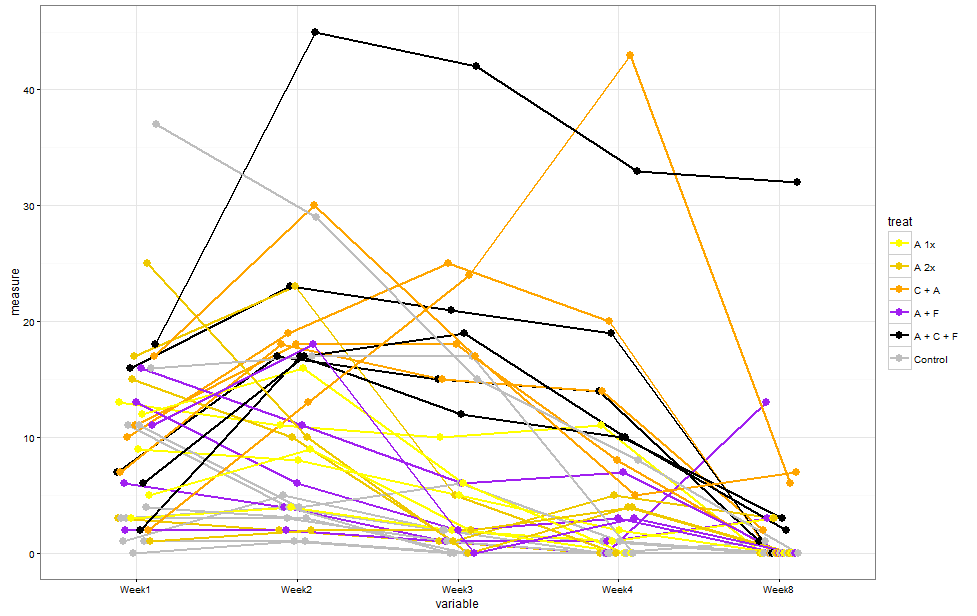 measure
40
30
20
10
0
Week1 Week2 Week3 Week4 Week8
variable
treat
A 1x
A 2x
C + A
A + F
A + C + F
Control